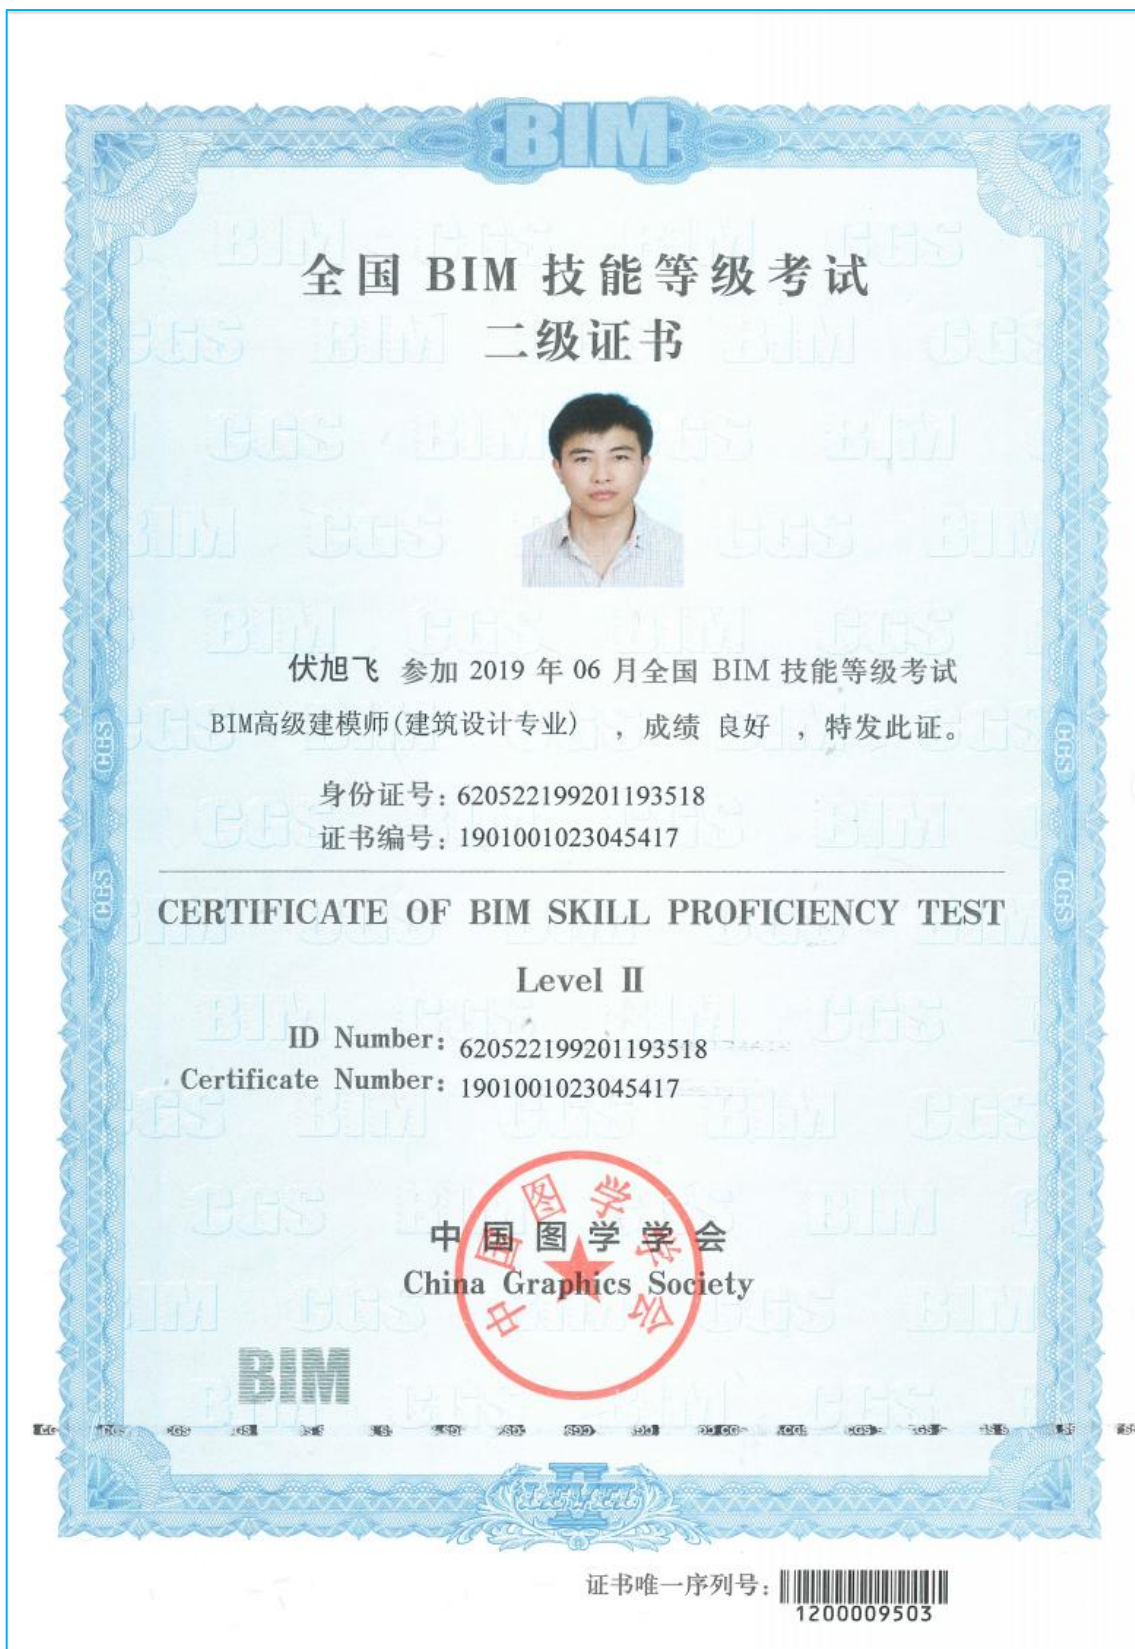 BIM
全国 BIM 技能等级考试
二级证书
伏旭飞 参加 2019 年 06 月全国 BIM 技能等级考试
BIM高级建模师(建筑设计专业) ,成绩 良好 ,特发此证。
身份证号:620522199201193518
证书编号:1901001023045417
CERTIFICATE OF BIM SKILL PROFICIENCY TEST
Level Ⅱ
ID Number: 620522199201193518
Certificate Number: 1901001023045417
中国图学学会
中国图学学会
China Graphics Society
BIM
证书唯一序列号:
1200009503